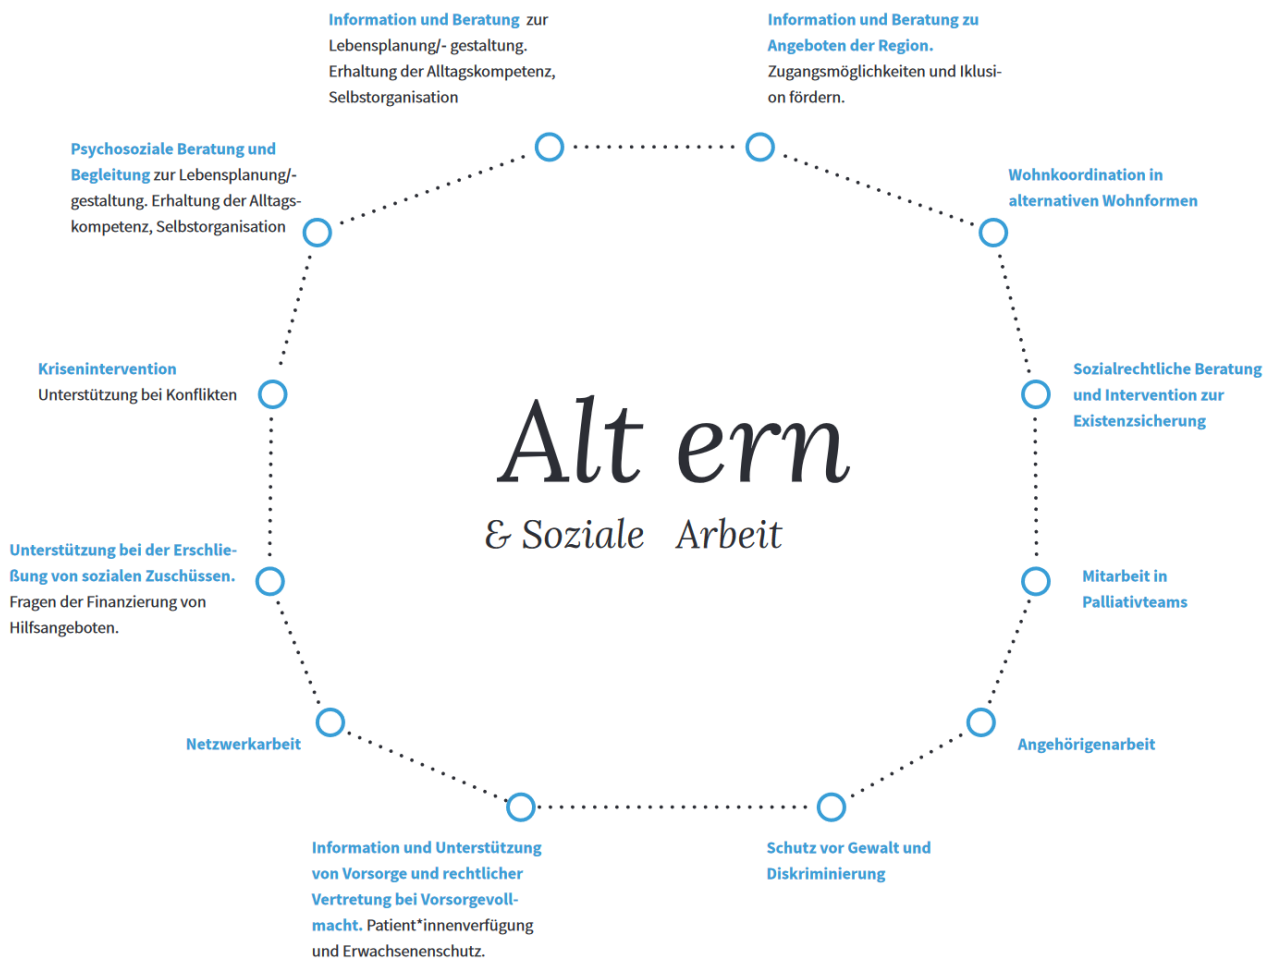 Information und Beratung zur
Lebensplanung/- gestaltung.
Erhaltung der Alltagskompetenz,
Selbstorganisation
Information und Beratung zu
Angeboten der Region.
Zugangsmöglichkeiten und Iklusi-
on fördern.
Psychosoziale Beratung und
Begleitung zur Lebensplanung/-
gestaltung. Erhaltung der Alltags-
kompetenz, Selbstorganisation
Wohnkoordination in
alternativen Wohnformen
Krisenintervention
Unterstützung bei Konflikten
Sozialrechtliche Beratung
und Intervention zur
Existenzsicherung
Alt ern
& Soziale Arbeit
Unterstützung bei der Erschlie-
ßung von sozialen Zuschüssen.
Fragen der Finanzierung von
Hilfsangeboten.
Mitarbeit in
Palliativteams
Netzwerkarbeit
Angehörigenarbeit
Information und Unterstützung
von Vorsorge und rechtlicher
Vertretung bei Vorsorgevoll-
macht. Patient*innenverfügung
und Erwachsenenschutz.
Schutz vor Gewalt und
Diskriminierung